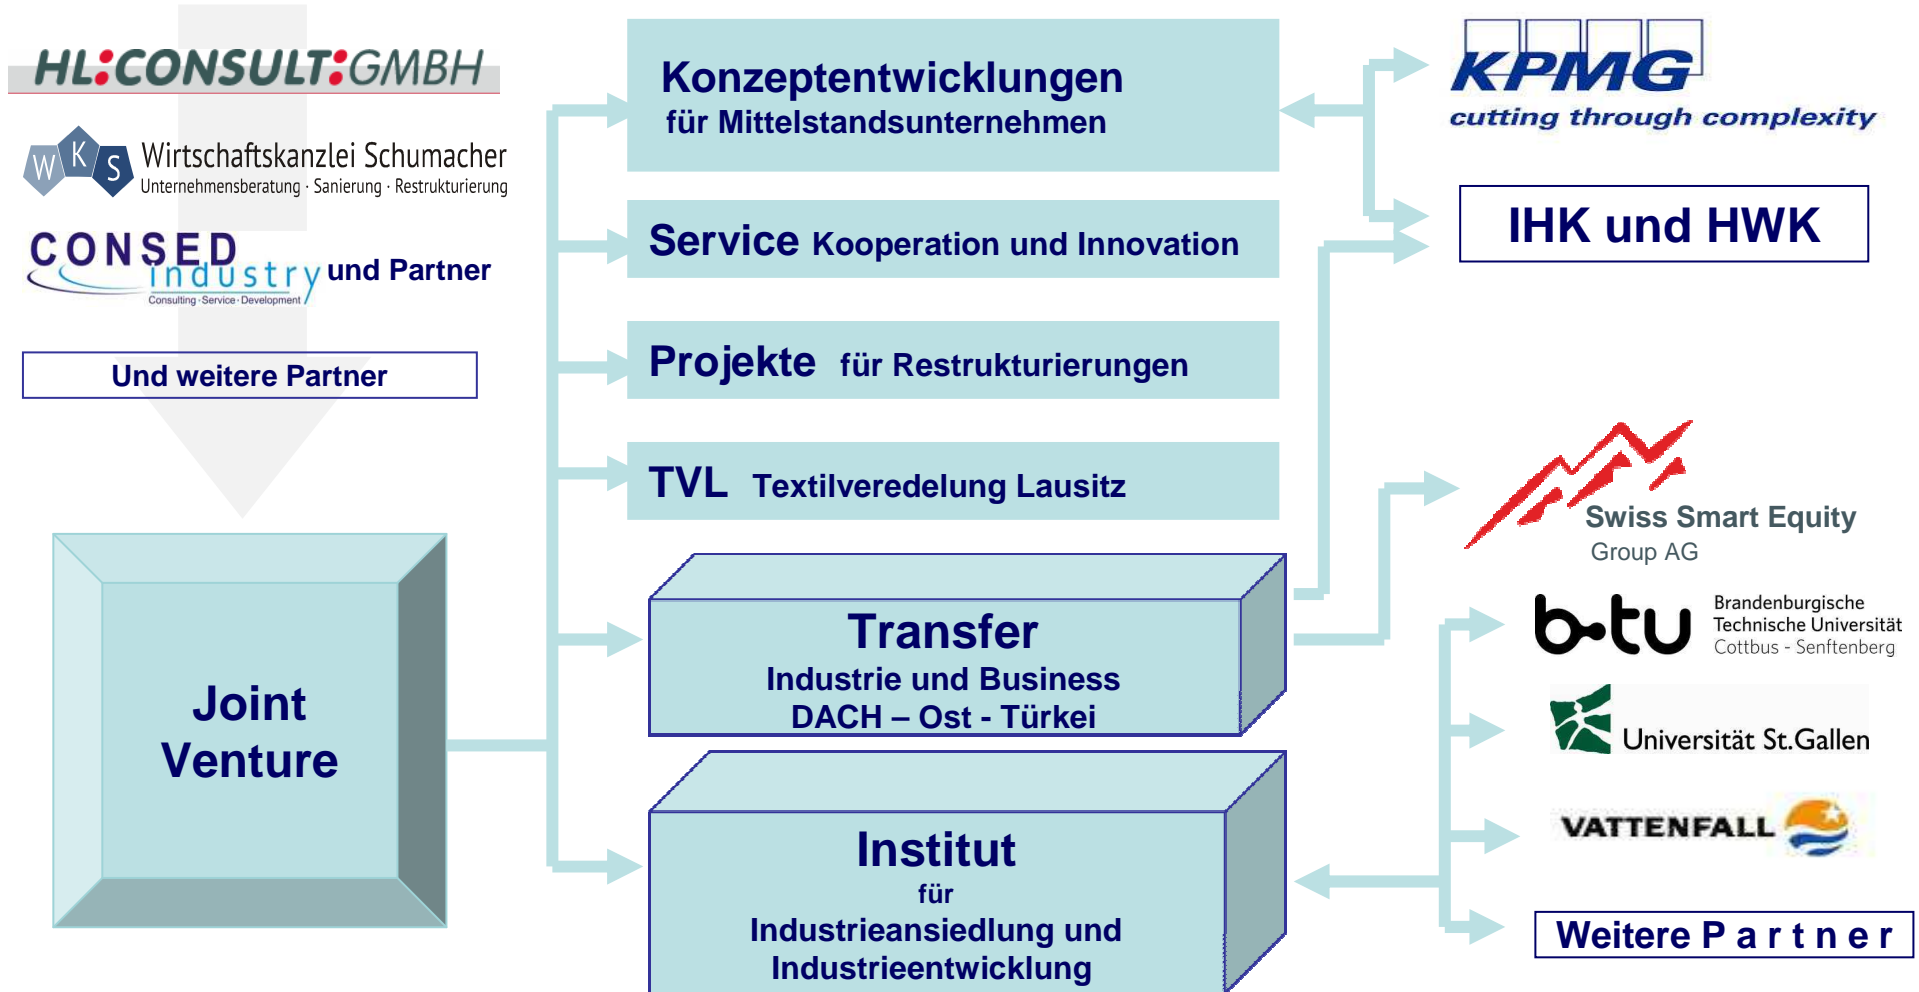 HL:CONSULT:GMBH
WKS
Wirtschaftskanzlei Schumacher
Unternehmensberatung · Sanierung · Restrukturierung
CONSED
industry und Partner
Consulting · Service · Development
Und weitere Partner
Joint
Venture
Konzeptentwicklungen
für Mittelstandsunternehmen
Service Kooperation und Innovation
Projekte für Restrukturierungen
TVL Textilveredelung Lausitz
Transfer
Industrie und Business
DACH – Ost - Türkei
Institut
für
Industrieansiedlung und
Industrieentwicklung
KPMG
cutting through complexity
IHK und HWK
Swiss Smart Equity
Group AG
b-tu
Brandenburgische
Technische Universität
Cottbus - Senftenberg
Universität St.Gallen
VATTENFALL
Weitere P a r t n e r